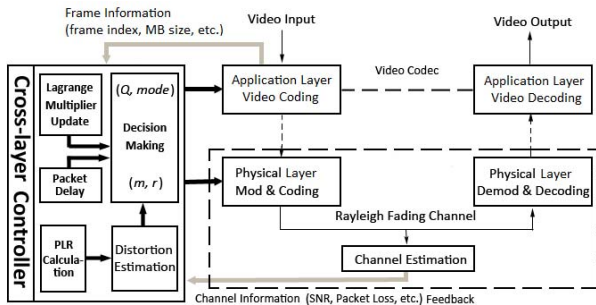 Frame Information
(frame index, MB size, etc.)
Video Input
Video Output
Cross-layer Controller
Lagrange
Multiplier
Update
Packet
Delay
PLR
Calcula-
tion
(Q, mode)
Decision
Making
(m, r)
Distortion
Estimation
Application Layer
Video Coding
Video Codec
Application Layer
Video Decoding
Physical Layer
Mod & Coding
Physical Layer
Demod & Decoding
Rayleigh Fading Channel
Channel Estimation
Channel Information (SNR, Packet Loss, etc.) Feedback